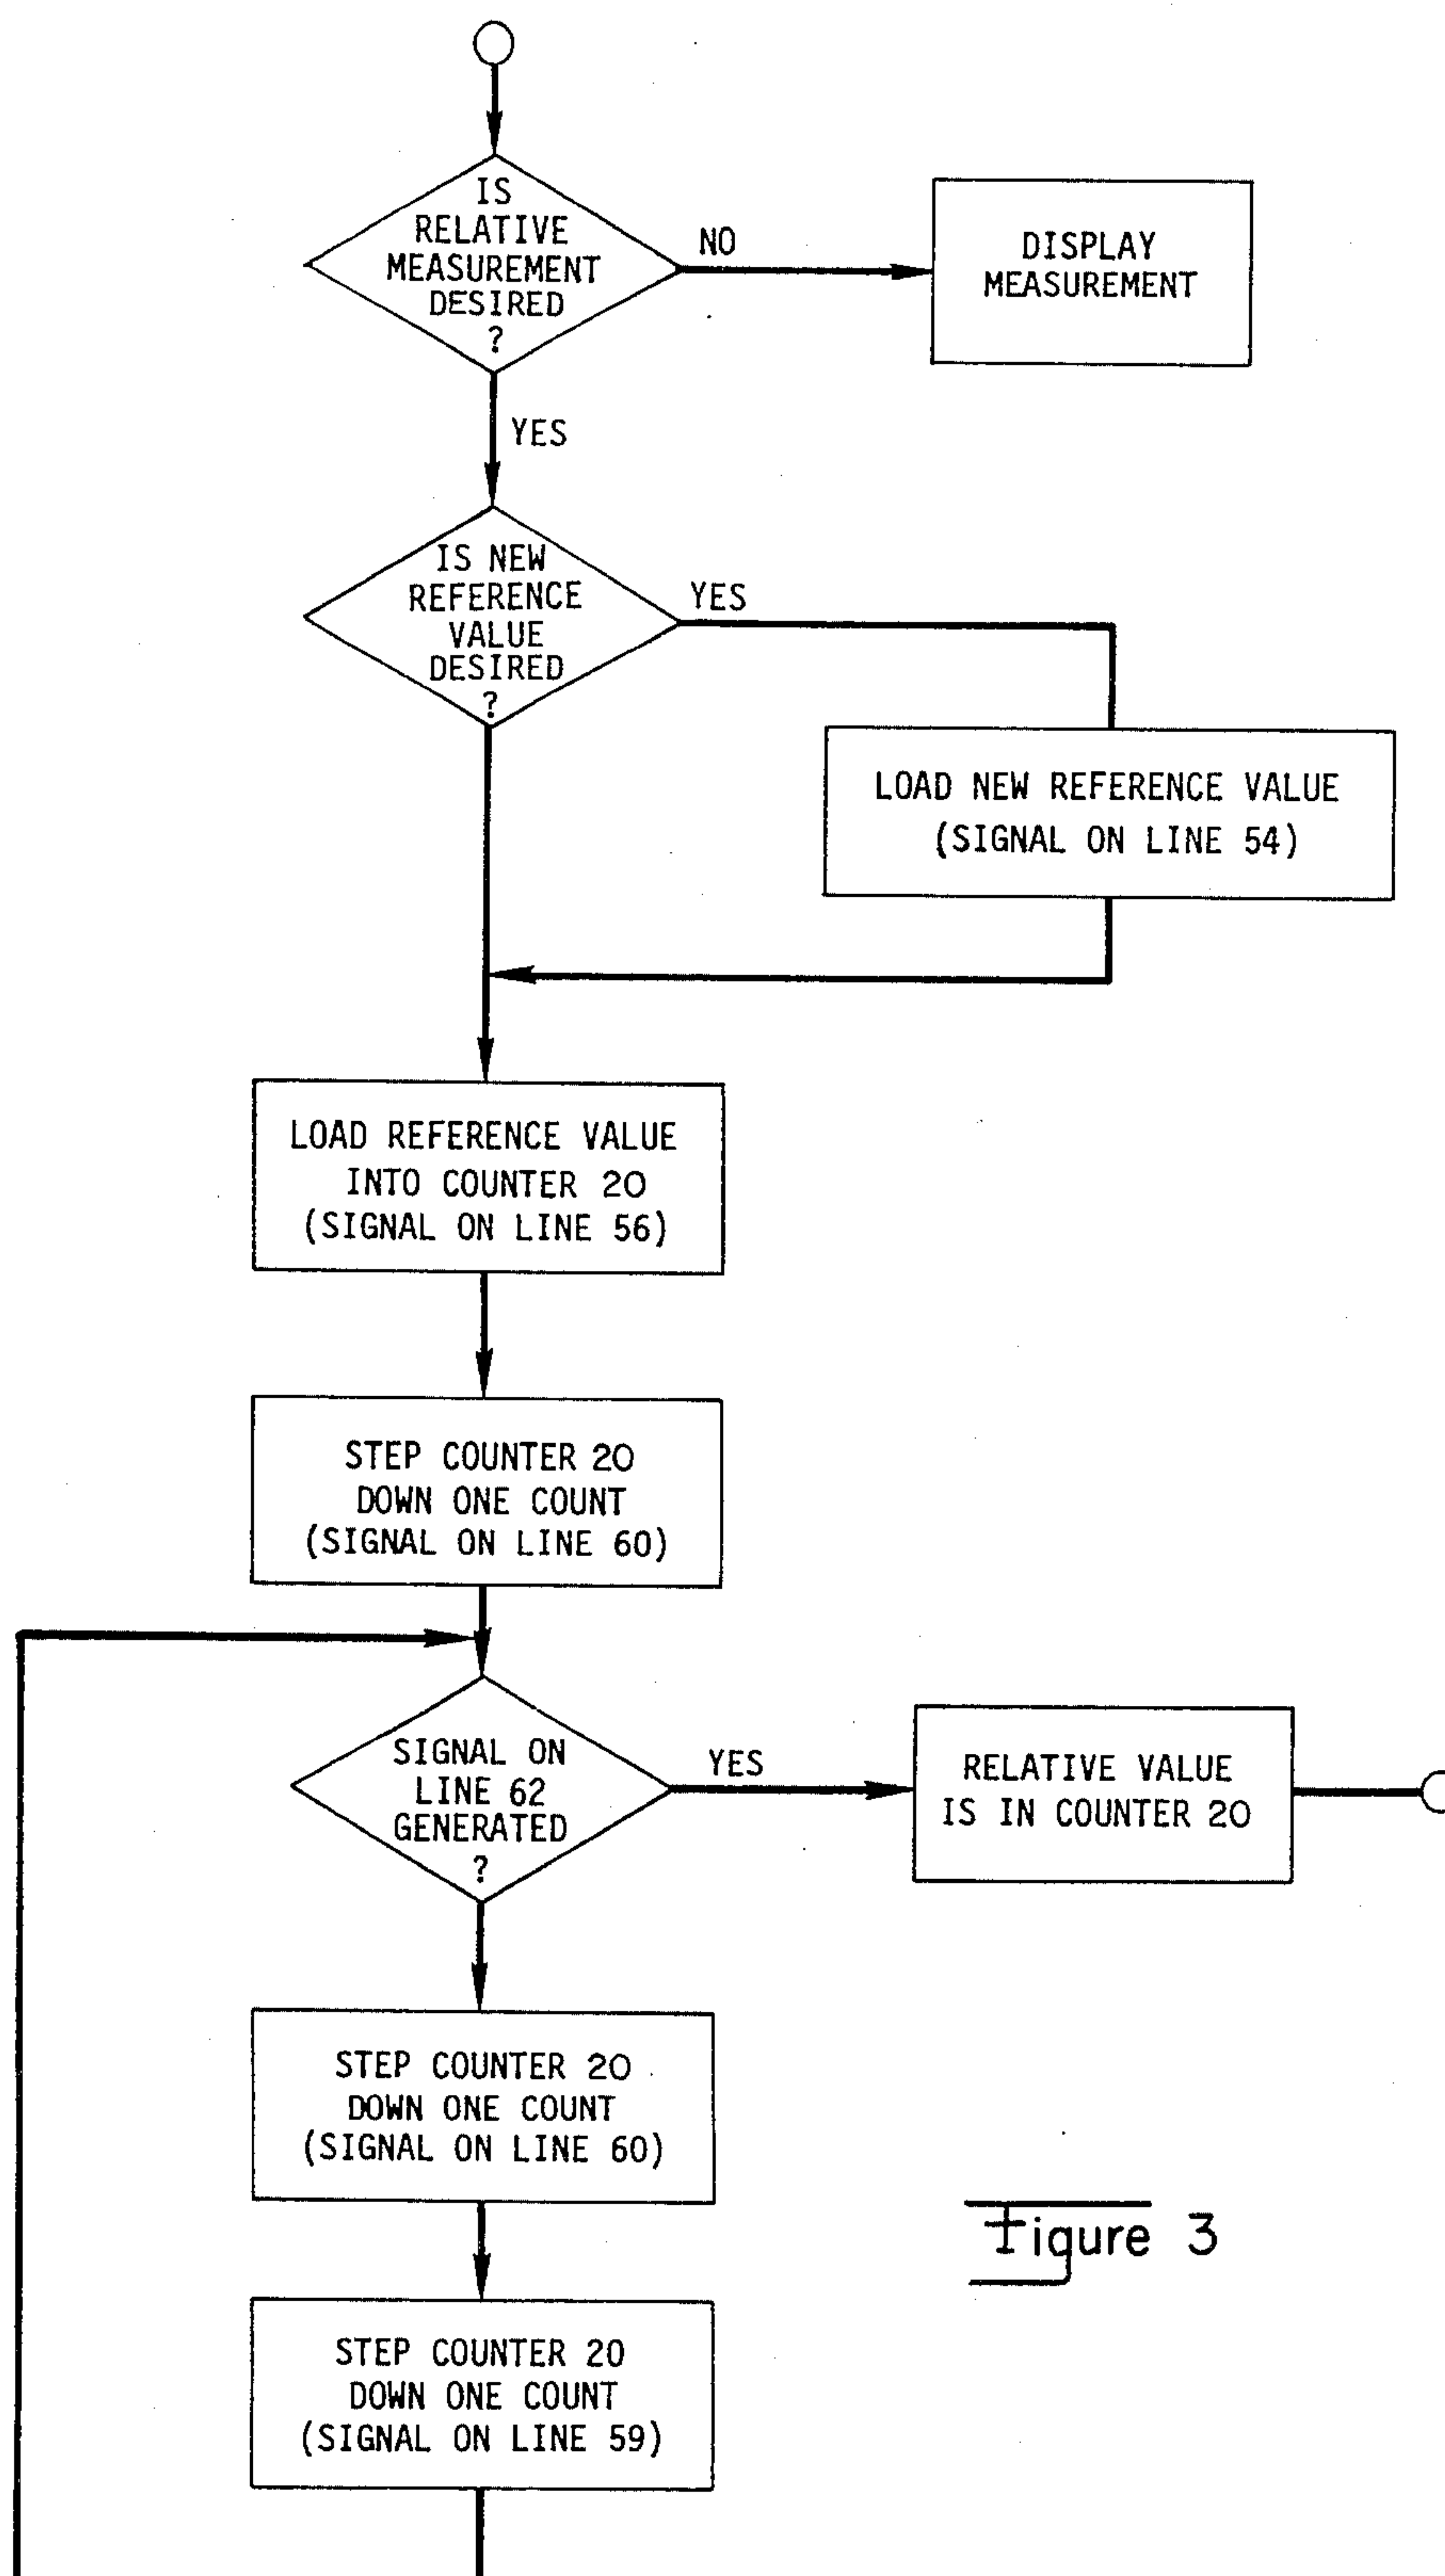 IS
RELATIVE
MEASUREMENT
DESIRED
?
NO
DISPLAY
MEASUREMENT
YES
IS NEW
REFERENCE
VALUE
DESIRED
?
YES
LOAD NEW REFERENCE VALUE
(SIGNAL ON LINE 54)
LOAD REFERENCE VALUE
INTO COUNTER 20
(SIGNAL ON LINE 56)
STEP COUNTER 20
DOWN ONE COUNT
(SIGNAL ON LINE 60)
SIGNAL ON
LINE 62
GENERATED
?
YES
RELATIVE VALUE
IS IN COUNTER 20
STEP COUNTER 20
DOWN ONE COUNT
(SIGNAL ON LINE 60)
STEP COUNTER 20
DOWN ONE COUNT
(SIGNAL ON LINE 59)
Figure 3